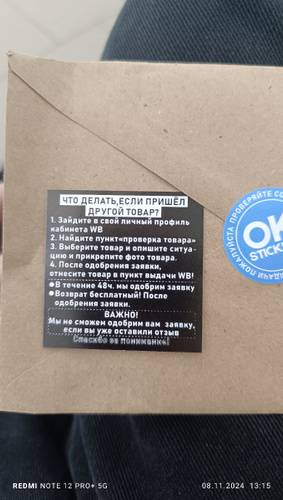 ЧТО ДЕЛАТЬ,ЕСЛИ ПРИШЁЛ
ДРУГОЙ ТОВАР?
1. Зайдите в свой личный профиль
кабинета WB
2. Найдите пункт«проверка товара»
3. Выберите товар и опишите ситуа-
цию и прикрепите фото товара.
4. После одобрения заявки,
отнесите товар в пункт выдачи WB!
●В течение 48ч. мы одобрим заявку
●Возврат бесплатный! После
одобрения заявки.
ВАЖНО!
Мы не сможем одобрим вам заявку,
если вы уже оставили отзыв
Спасибо за понимание!
ПОЖАЛУЙСТА ПРОВЕРЯЙТЕ
OK
STICK
REDMI NOTE 12 PRO+ 5G
08.11.2024 13:15